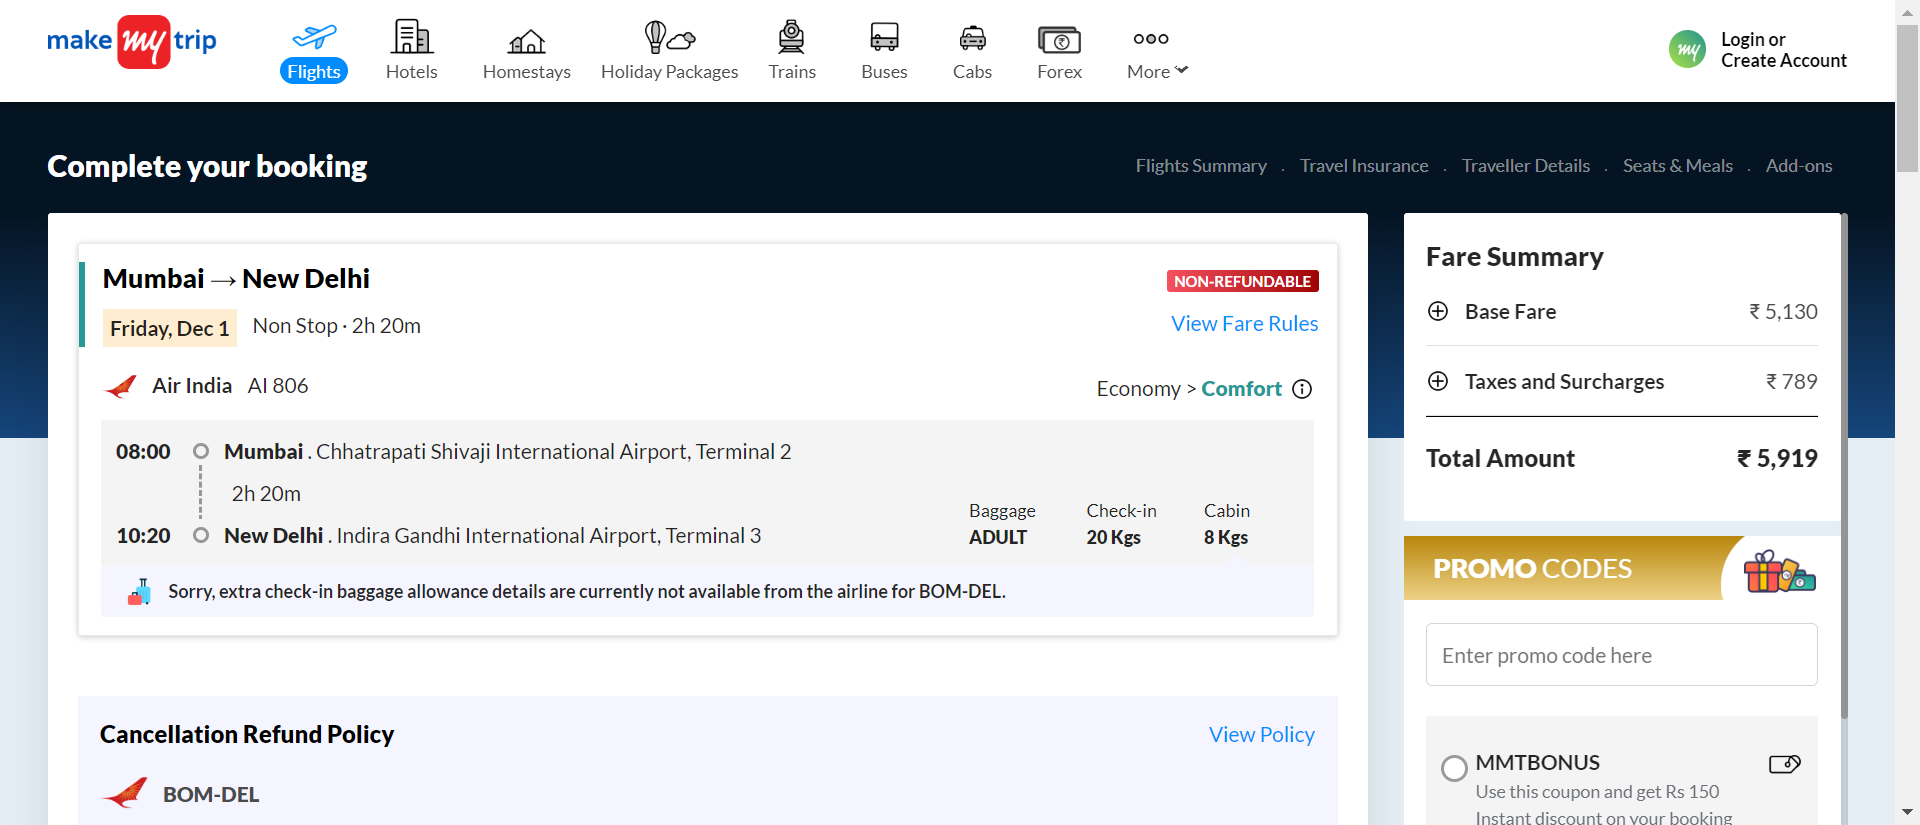 make my trip
Flights
Hotels
Homestays
Holiday Packages
Trains
Buses
Cabs
Forex
More
my
Login or
Create Account
Complete your booking
Flights Summary . Travel Insurance . Traveller Details . Seats & Meals . Add-ons
Mumbai → New Delhi
NON-REFUNDABLE
Friday, Dec 1 Non Stop · 2h 20m
View Fare Rules
Air India AI 806
Economy > Comfort
08:00 Mumbai . Chhatrapati Shivaji International Airport, Terminal 2
2h 20m
10:20 New Delhi . Indira Gandhi International Airport, Terminal 3
Baggage Check-in Cabin
ADULT 20 Kgs 8 Kgs
Sorry, extra check-in baggage allowance details are currently not available from the airline for BOM-DEL.
Cancellation Refund Policy
View Policy
BOM-DEL
Fare Summary
Base Fare ₹ 5,130
Taxes and Surcharges ₹ 789
Total Amount ₹ 5,919
PROMO CODES
Enter promo code here
MMTBONUS
Use this coupon and get Rs 150
Instant discount on your booking